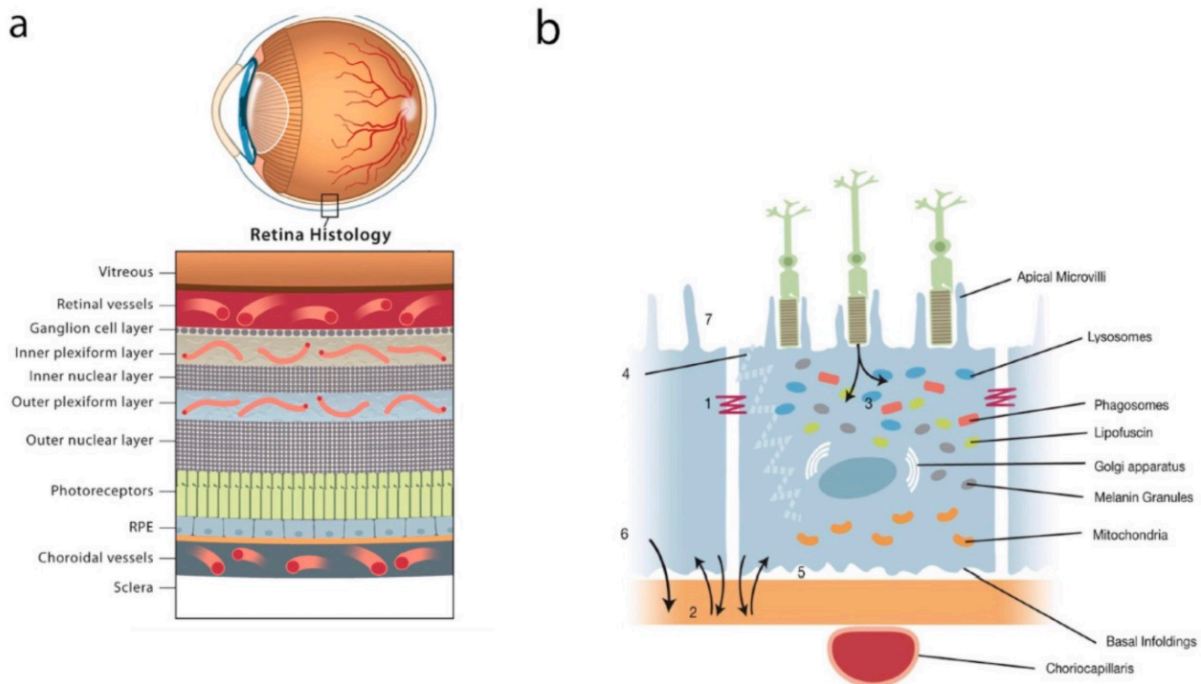 a
Retina Histology
Vitreous
Retinal vessels
Ganglion cell layer
Inner plexiform layer
Inner nuclear layer
Outer plexiform layer
Outer nuclear layer
Photoreceptors
RPE
Choroidal vessels
Sclera
b
Apical Microvilli
7
Lysosomes
4
1
3
Phagosomes
Lipofuscin
Golgi apparatus
Melanin Granules
6
Mitochondria
5
2
Basal Infoldings
Choriocapillaris